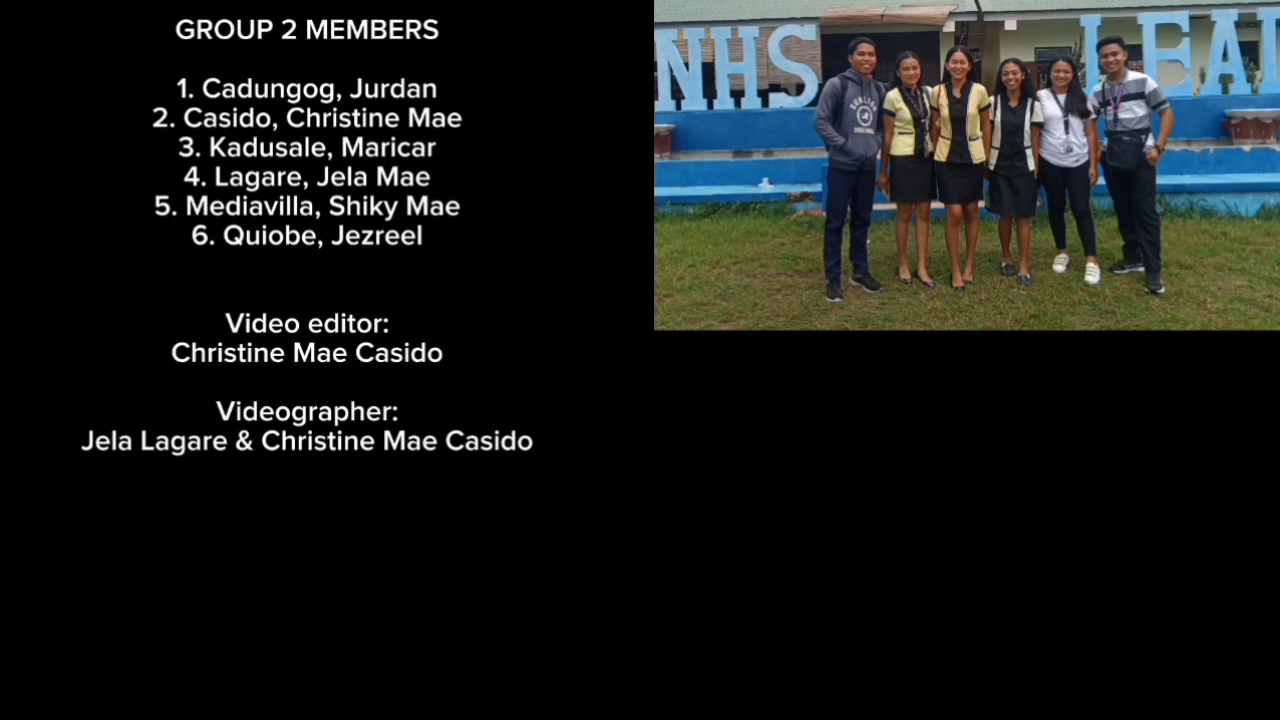 GROUP 2 MEMBERS
1. Cadungog, Jurdan
2. Casido, Christine Mae
3. Kadusale, Maricar
4. Lagare, Jela Mae
5. Mediavilla, Shiky Mae
6. Quiobe, Jezreel
Video editor:
Christine Mae Casido
Videographer:
Jela Lagare & Christine Mae Casido
NHS LEA